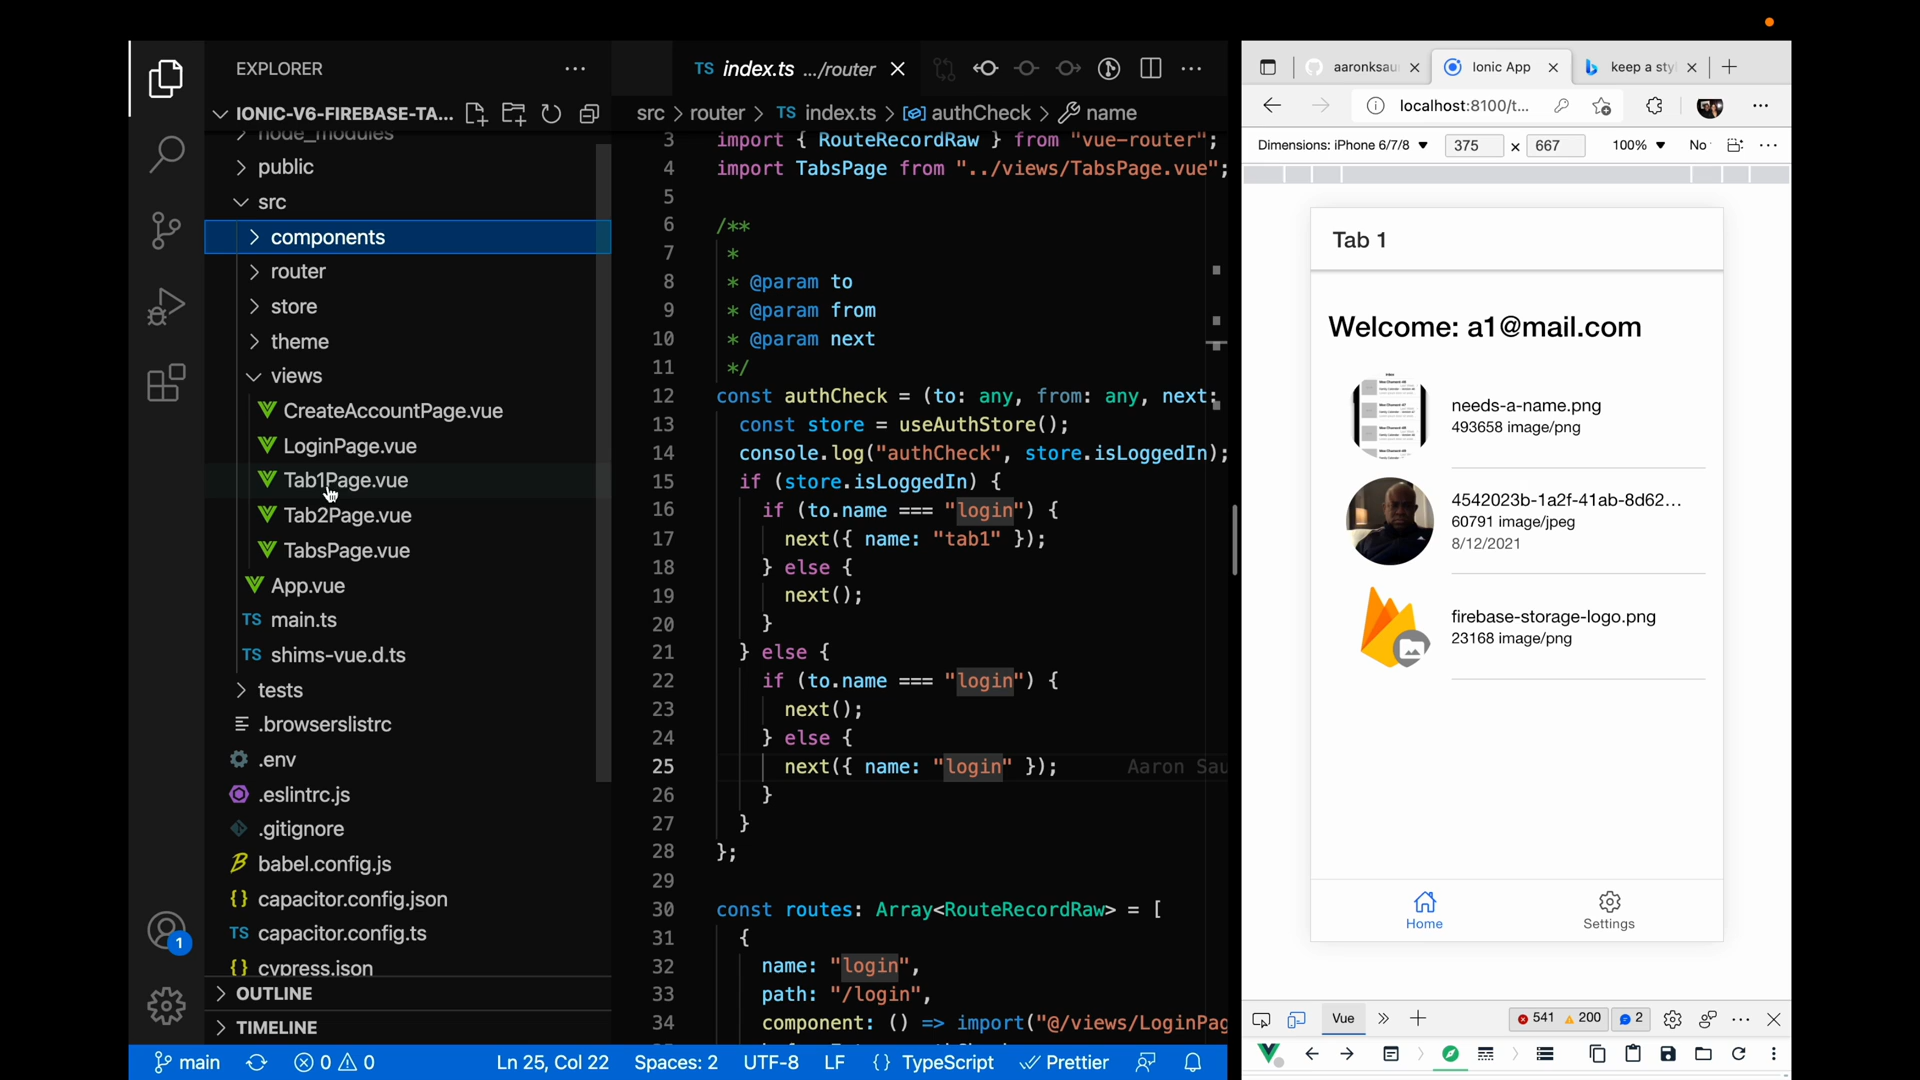 EXPLORER
IONIC-V6-FIREBASE-TA...
node_modules
public
src
components
router
store
theme
views
CreateAccountPage.vue
LoginPage.vue
Tab1Page.vue
Tab2Page.vue
TabsPage.vue
App.vue
TS main.ts
TS shims-vue.d.ts
tests
.browserslistrc
.env
.eslintrc.js
.gitignore
babel.config.js
{} capacitor.config.json
TS capacitor.config.ts
{} cypress.json
OUTLINE
TIMELINE
1
TS index.ts .../router
src > router > TS index.ts > authCheck > name
3 import { RouteRecordRaw } from "vue-router";
4 import TabsPage from "../views/TabsPage.vue";
5
6 /**
7 *
8 * @param to
9 * @param from
10 * @param next
11 */
12 const authCheck = (to: any, from: any, next:
13 const store = useAuthStore();
14 console.log("authCheck", store.isLoggedIn);
15 if (store.isLoggedIn) {
16 if (to.name === "login") {
17 next({ name: "tab1" });
18 } else {
19 next();
20 }
21 } else {
22 if (to.name === "login") {
23 next();
24 } else {
25 next({ name: "login" }); Aaron Sau
26 }
27 }
28 };
29
30 const routes: Array<RouteRecordRaw> = [
31 {
32 name: "login",
33 path: "/login",
34 component: () => import("@/views/LoginPag
main 0 0 Ln 25, Col 22 Spaces: 2 UTF-8 LF {} TypeScript Prettier
aaronksau Ionic App keep a styl
localhost:8100/t...
Dimensions: iPhone 6/7/8 375 x 667 100% No
Tab 1
Welcome: a1@mail.com
needs-a-name.png
493658 image/png
4542023b-1a2f-41ab-8d62...
60791 image/jpeg
8/12/2021
firebase-storage-logo.png
23168 image/png
Home Settings
Vue 541 200 2